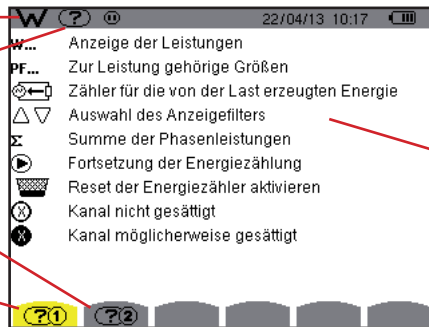 W ? 22/04/13 10:17
W... Anzeige der Leistungen
PF... Zur Leistung gehörige Größen
Zähler für die von der Last erzeugten Energie
Auswahl des Anzeigefilters
Σ Summe der Phasenleistungen
Fortsetzung der Energiezählung
Reset der Energiezähler aktivieren
X Kanal nicht gesättigt
X Kanal möglicherweise gesättigt
?1 ?2